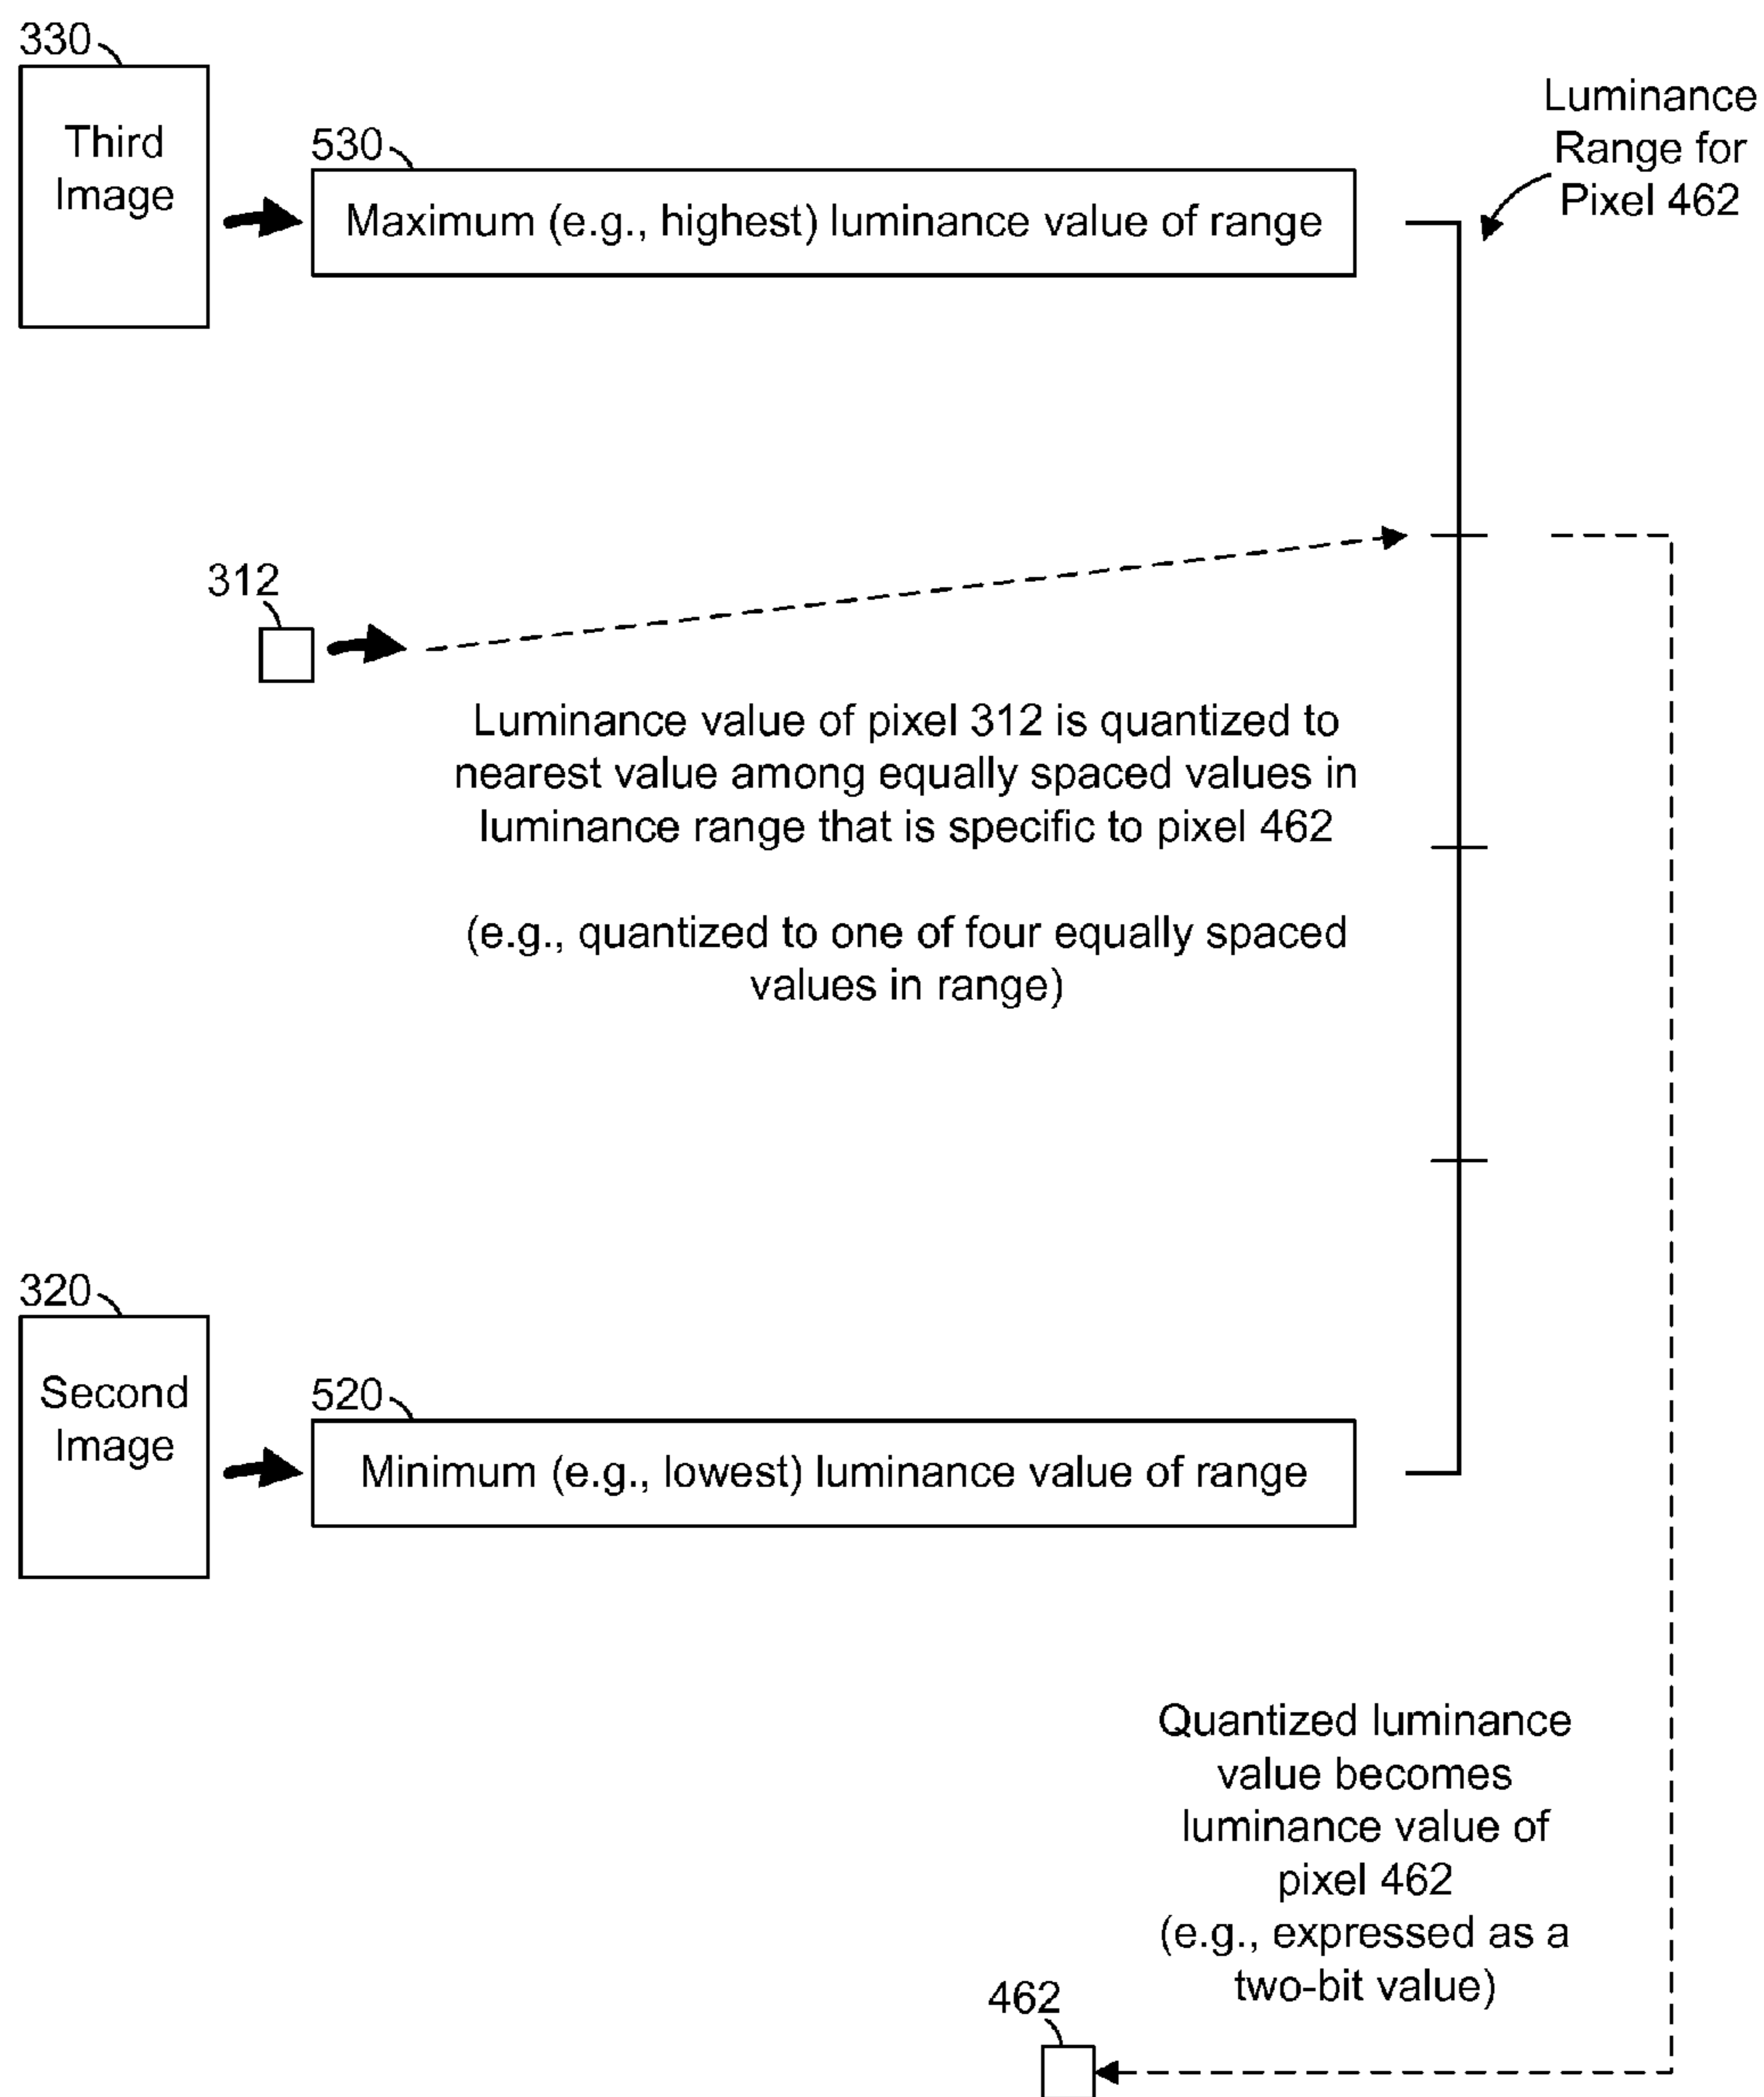 330
Third
Image
530
Maximum (e.g., highest) luminance value of range
Luminance
Range for
Pixel 462
312
Luminance value of pixel 312 is quantized to
nearest value among equally spaced values in
luminance range that is specific to pixel 462
(e.g., quantized to one of four equally spaced
values in range)
320
Second
Image
520
Minimum (e.g., lowest) luminance value of range
Quantized luminance
value becomes
luminance value of
pixel 462
(e.g., expressed as a
two-bit value)
462